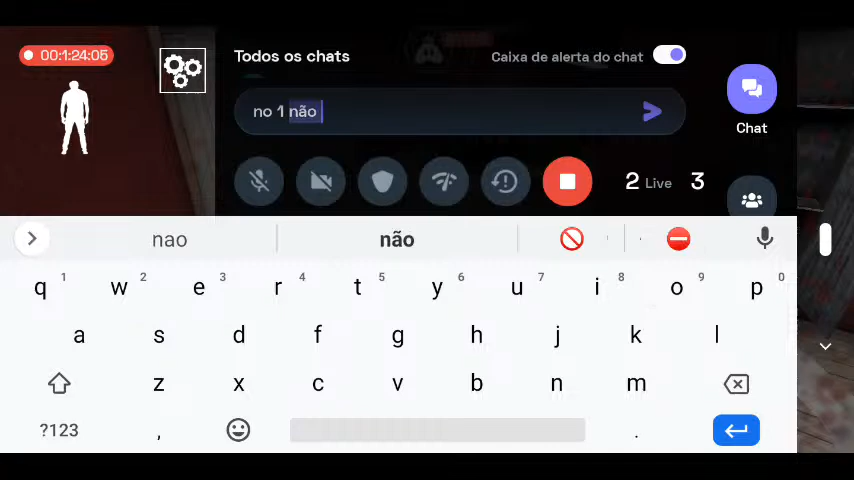 00:1:24:05
Todos os chats
Caixa de alerta do chat
no 1 não
Chat
2 Live 3
nao
não
q 1 w 2 e 3 r 4 t 5 y 6 u 7 i 8 o 9 p 0
a s d f g h j k l
z x c v b n m
?123 , .